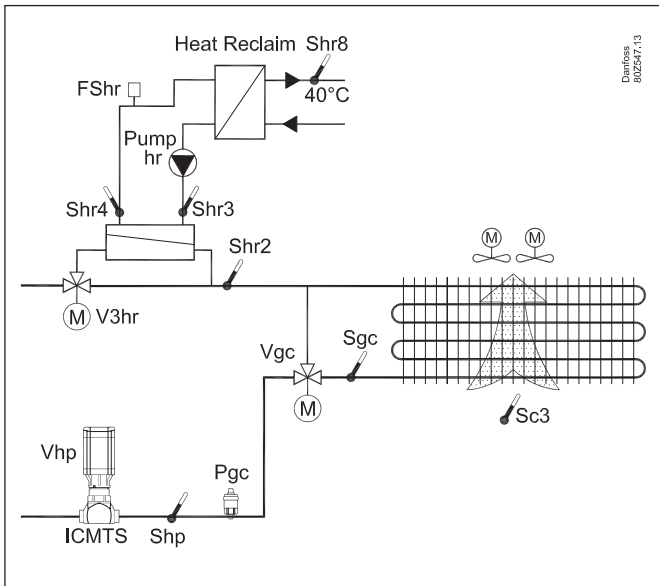 Heat Reclaim
Shr8
Danfoss
80Z547.13
FShr
40°C
Pump
hr
Shr4
Shr3
M
M
Shr2
M
V3hr
Vgc
Sgc
M
Sc3
Vhp
Pgc
ICMTS
Shp